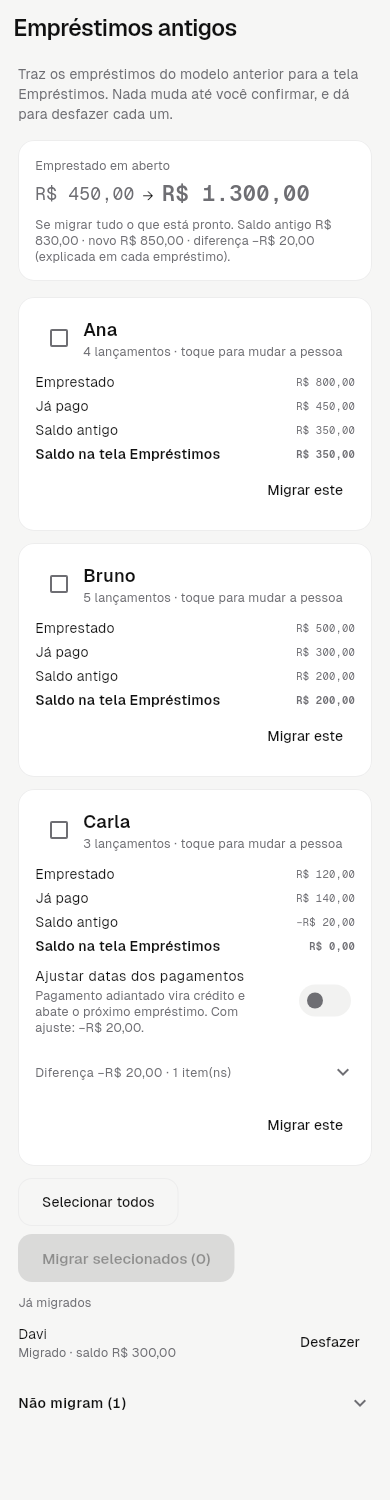 Empréstimos antigos
Traz os empréstimos do modelo anterior para a tela
Empréstimos. Nada muda até você confirmar, e dá
para desfazer cada um.
Emprestado em aberto
R$ 450,00 → R$ 1.300,00
Se migrar tudo o que está pronto. Saldo antigo R$
830,00 · novo R$ 850,00 · diferença −R$ 20,00
(explicada em cada empréstimo).
Ana
4 lançamentos · toque para mudar a pessoa
Emprestado R$ 800,00
Já pago R$ 450,00
Saldo antigo R$ 350,00
Saldo na tela Empréstimos R$ 350,00
Migrar este
Bruno
5 lançamentos · toque para mudar a pessoa
Emprestado R$ 500,00
Já pago R$ 300,00
Saldo antigo R$ 200,00
Saldo na tela Empréstimos R$ 200,00
Migrar este
Carla
3 lançamentos · toque para mudar a pessoa
Emprestado R$ 120,00
Já pago R$ 140,00
Saldo antigo −R$ 20,00
Saldo na tela Empréstimos R$ 0,00
Ajustar datas dos pagamentos
Pagamento adiantado vira crédito e
abate o próximo empréstimo. Com
ajuste: −R$ 20,00.
Diferença −R$ 20,00 · 1 item(ns)
Migrar este
Selecionar todos
Migrar selecionados (0)
Já migrados
Davi
Migrado · saldo R$ 300,00
Desfazer
Não migram (1)